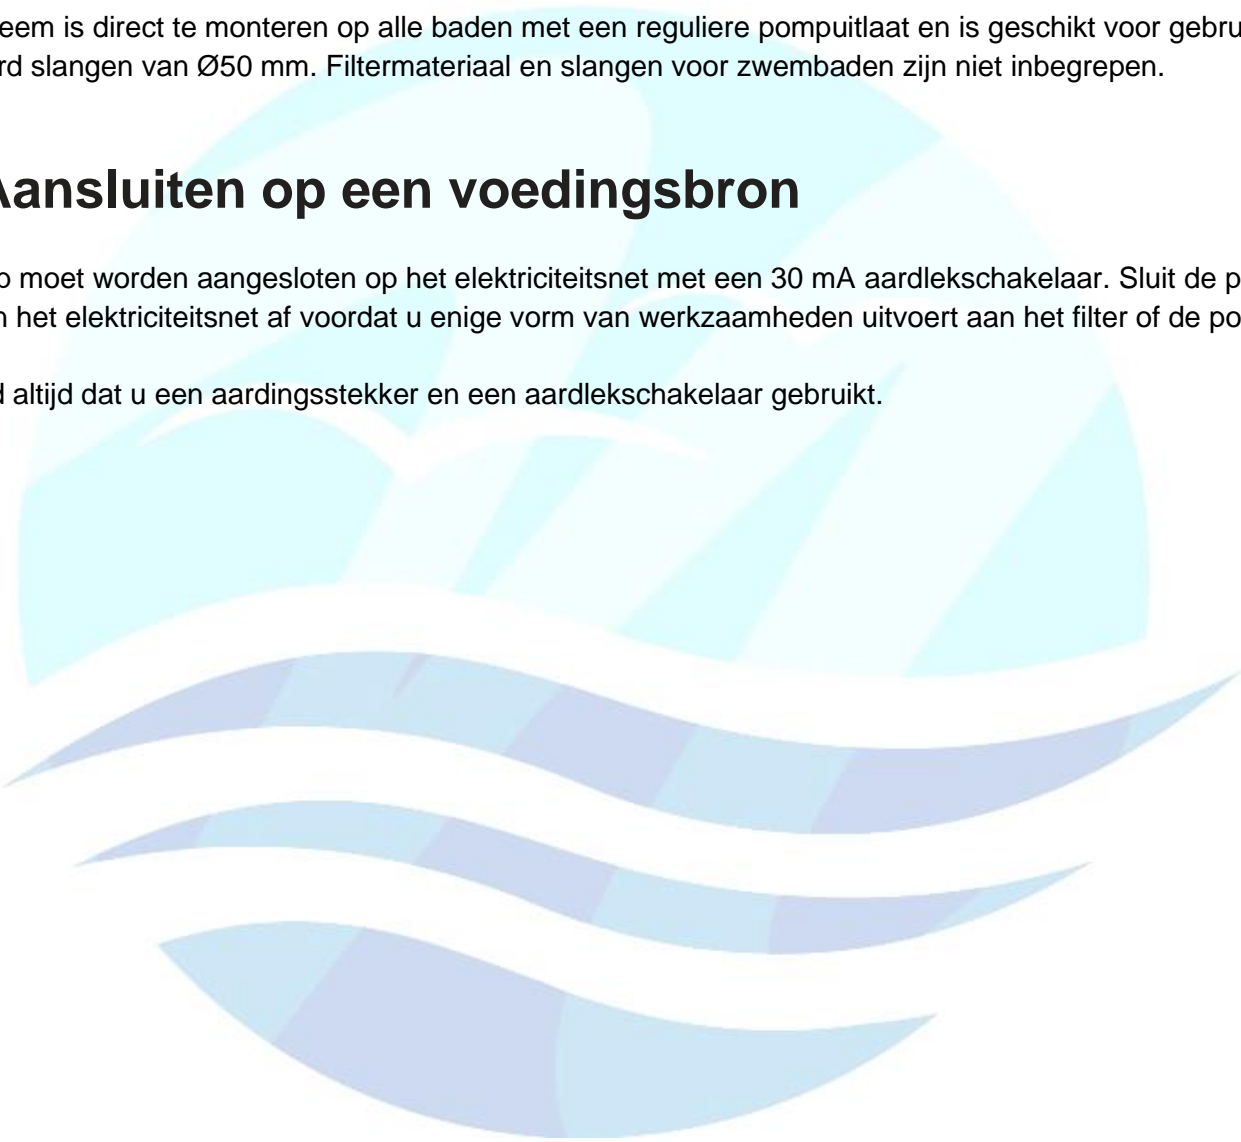 eem is direct te monteren op alle baden met een reguliere pompuitlaat en is geschikt voor gebru
rd slangen van Ø50 mm. Filtermateriaal en slangen voor zwembaden zijn niet inbegrepen.
Aansluiten op een voedingsbron
o moet worden aangesloten op het elektriciteitsnet met een 30 mA aardlekschakelaar. Sluit de p
n het elektriciteitsnet af voordat u enige vorm van werkzaamheden uitvoert aan het filter of de po
d altijd dat u een aardingsstekker en een aardlekschakelaar gebruikt.